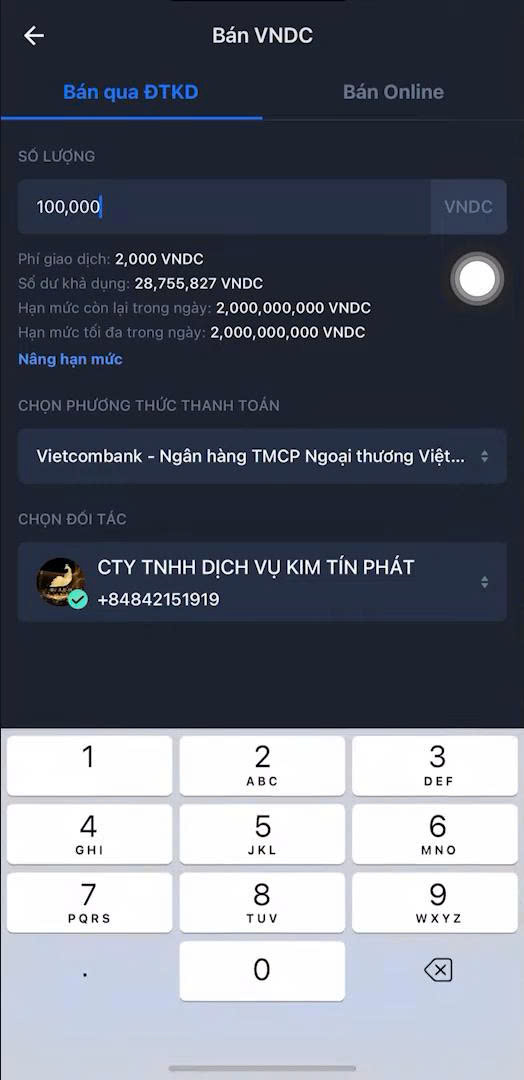 Bán VNDC
Bán qua ĐTKD
Bán Online
SỐ LƯỢNG
100,000
VNDC
Phí giao dịch: 2,000 VNDC
Số dư khả dụng: 28,755,827 VNDC
Hạn mức còn lại trong ngày: 2,000,000,000 VNDC
Hạn mức tối đa trong ngày: 2,000,000,000 VNDC
Nâng hạn mức
CHỌN PHƯƠNG THỨC THANH TOÁN
Vietcombank - Ngân hàng TMCP Ngoại thương Việt...
CHỌN ĐỐI TÁC
CTY TNHH DỊCH VỤ KIM TÍN PHÁT
+84842151919
1
2
ABC
3
DEF
4
GHI
5
JKL
6
MNO
7
PQRS
8
TUV
9
WXYZ
.
0